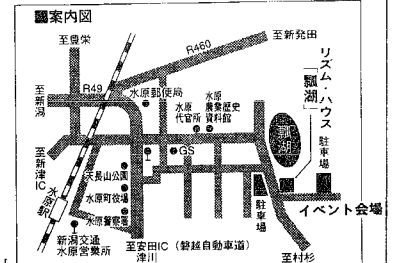 案内図
至豊栄
R460
至新発田
リズム・ハウス
「瓢湖」
R49
水原郵便局
水原
代官所
水原
農業歴史
資料館
至新潟
瓢湖
駐車場
至新津IC
GS
水原駅
天長山公園
水原町役場
水原警察署
駐車場
イベント会場
新潟交通
水原営業所
至安田IC（磐越自動車道）
津川
至村杉